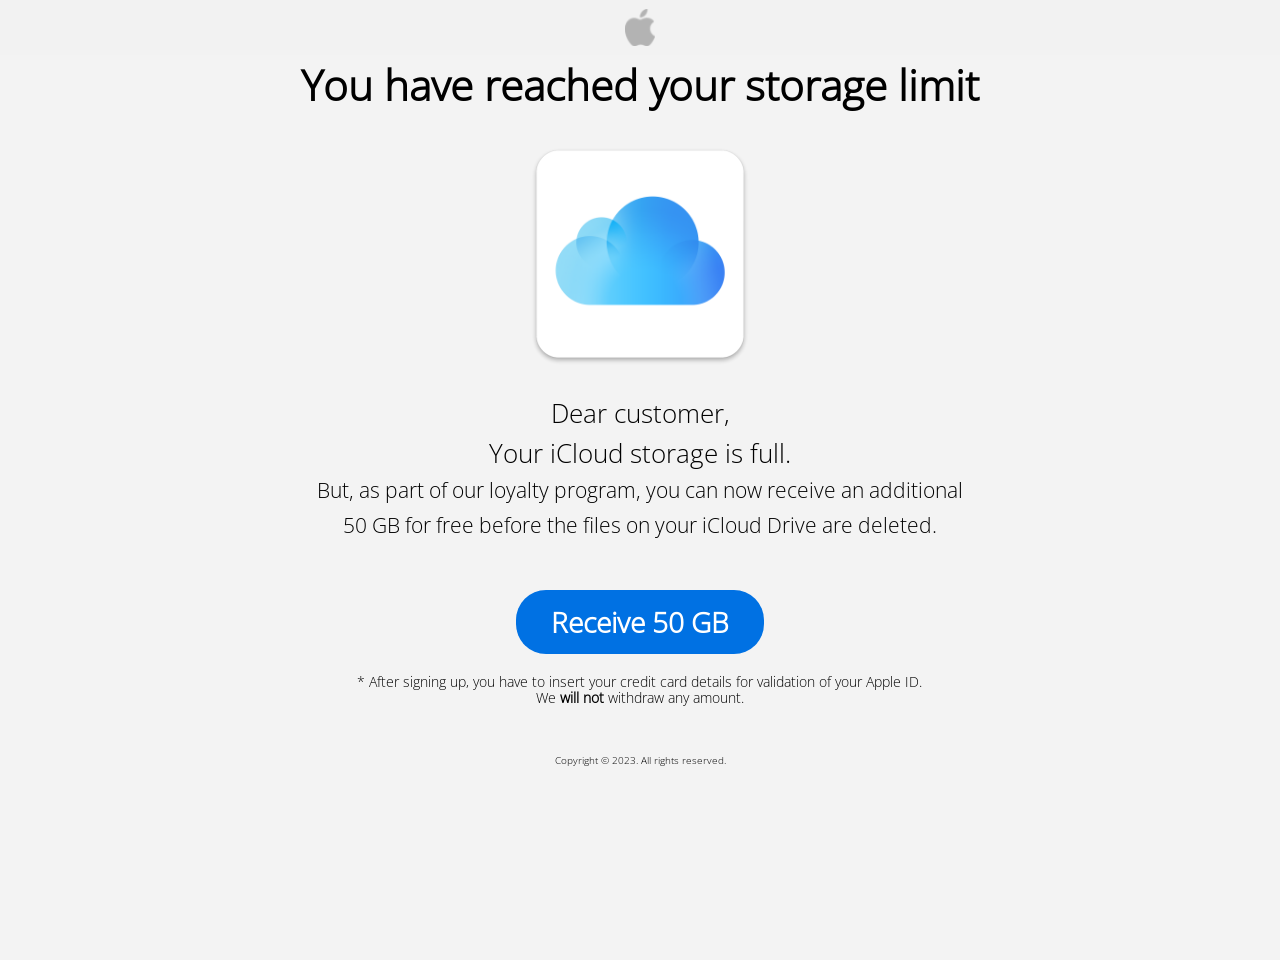 You have reached your storage limit
Dear customer,
Your iCloud storage is full.
But, as part of our loyalty program, you can now receive an additional
50 GB for free before the files on your iCloud Drive are deleted.
Receive 50 GB
* After signing up, you have to insert your credit card details for validation of your Apple ID.
We will not withdraw any amount.
Copyright © 2023. All rights reserved.